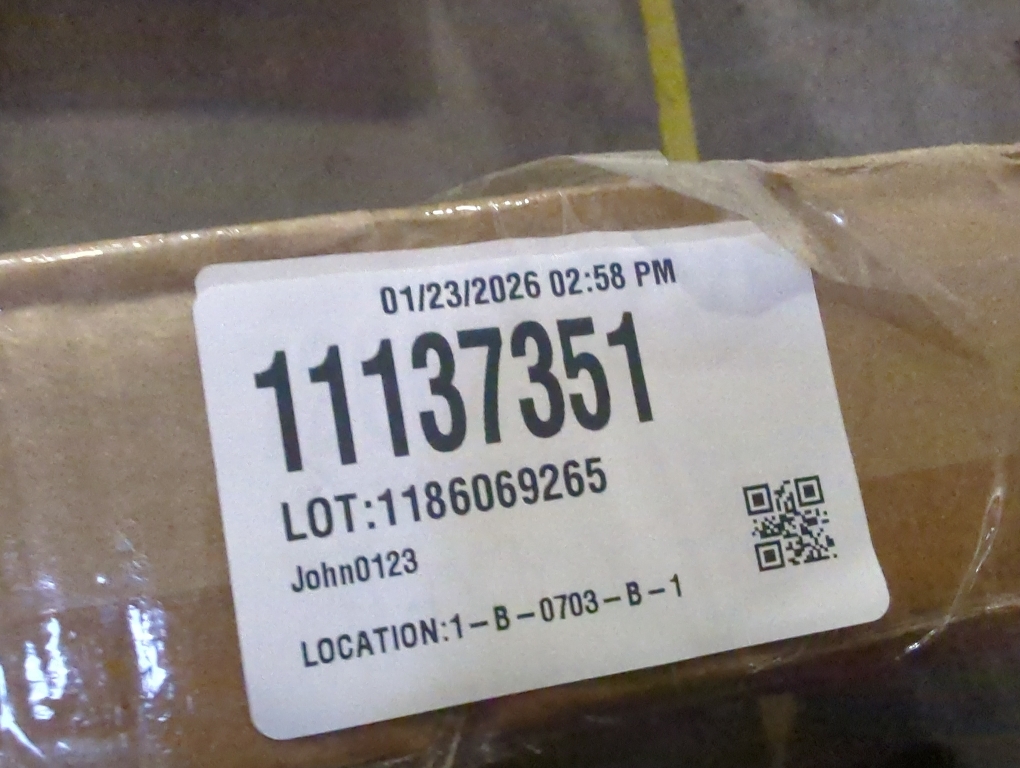 01/23/2026 02:58 PM
11137351
LOT:1186069265
John0123
LOCATION:1-B-0703-B-1